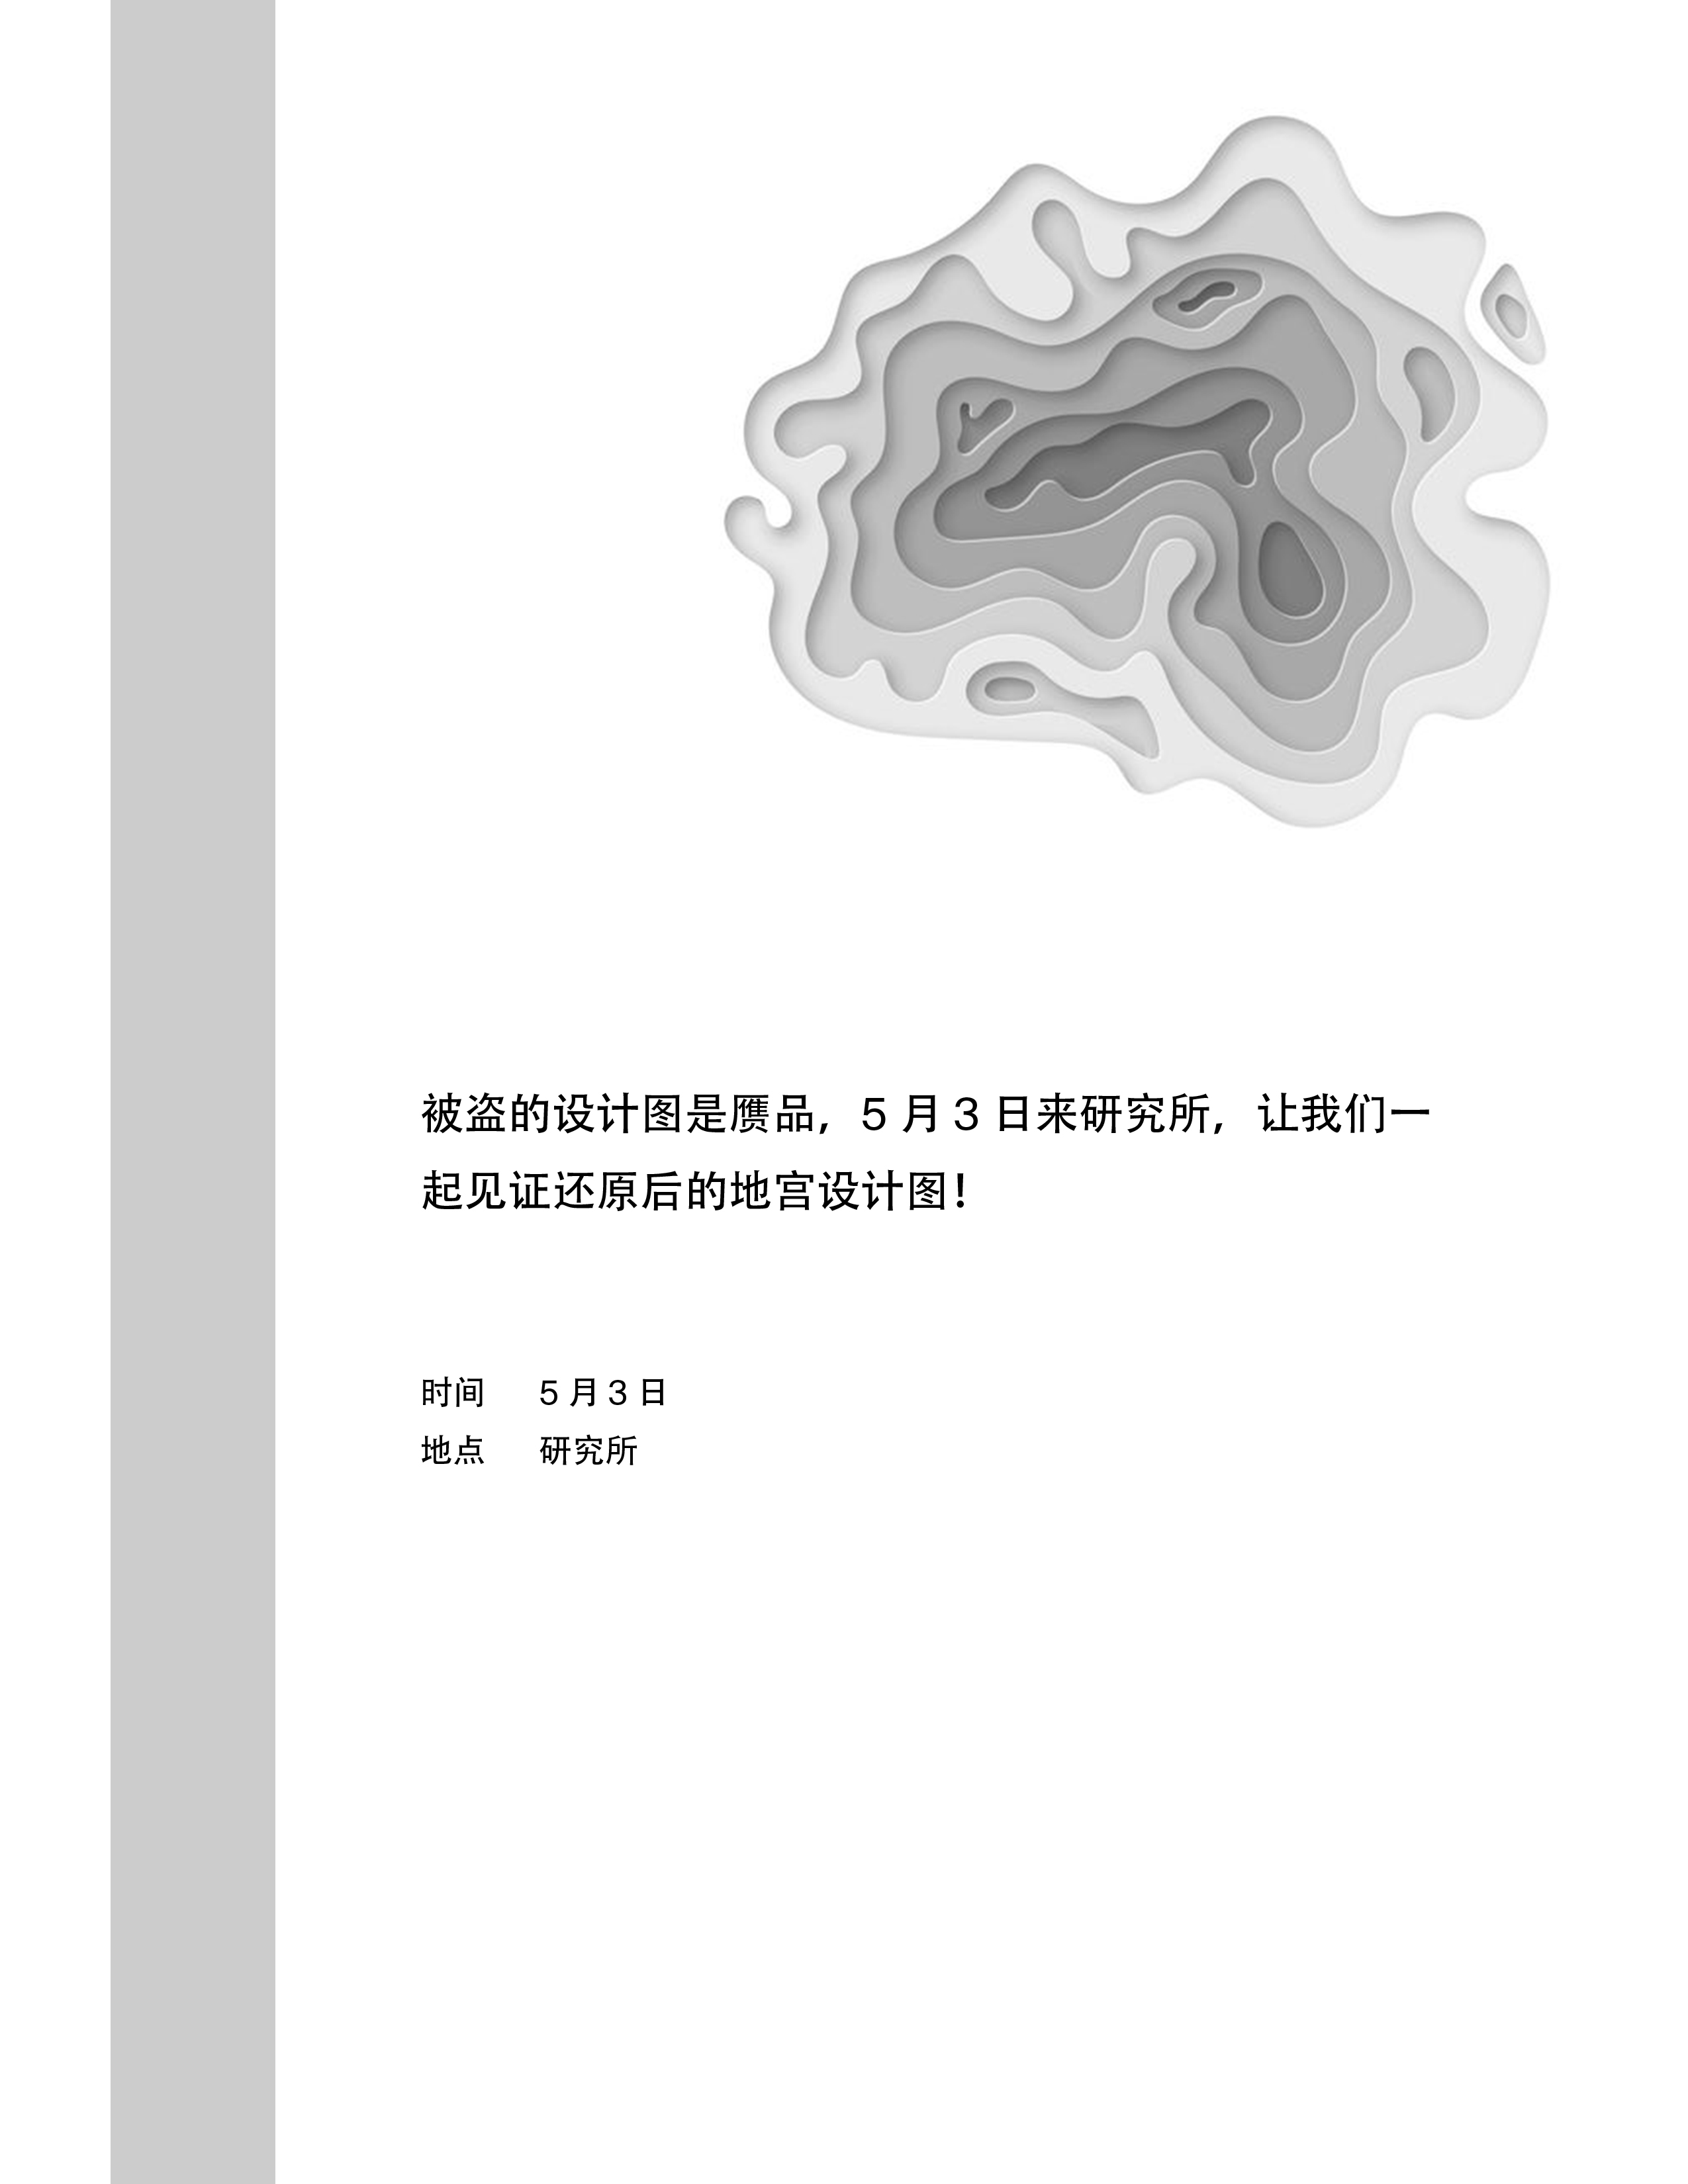 被盗的设计图是赝品，5 月 3 日来研究所，让我们一
起见证还原后的地宫设计图！
时间 5 月 3 日
地点 研究所